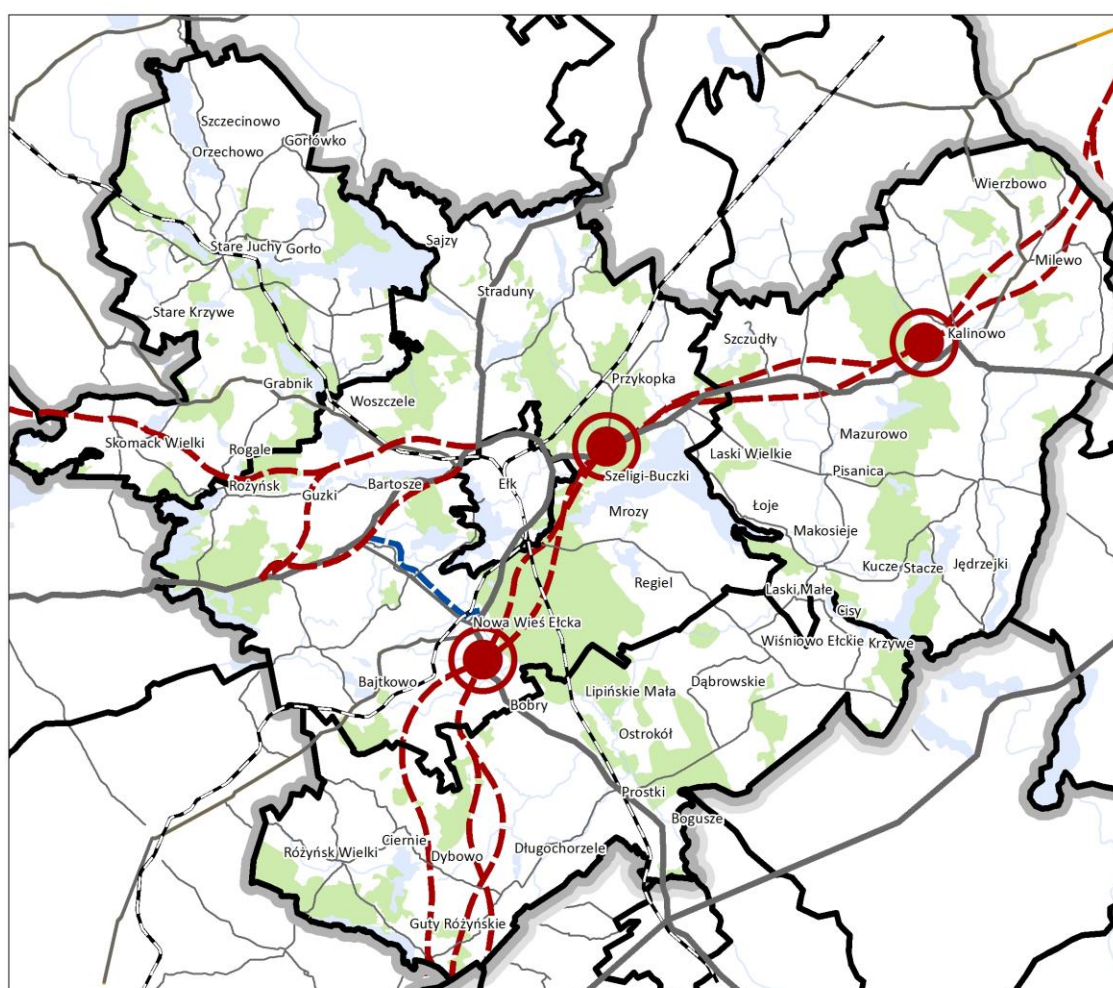 Szczecinowo
Gorłówko
Orzechowo
Wierzbowo
Stare Juchy
Gorło
Sajzy
Milewo
Straduny
Stare Krzywe
Kalinowo
Szczudły
Przykopka
Grabnik
Woszczele
Mazurowo
Skomack Wielki
Rogale
Laski Wielkie
Pisanica
Szeligi-Buczki
Rożyńsk
Guzki
Bartosze
Ełk
Łoje
Mrozy
Makosieje
Kucze
Stacze
Jędrzejki
Regiel
Laski Małe
Cisy
Nowa Wieś Ełcka
Wiśniowo Ełckie
Krzywe
Bajtkowo
Lipińskie Mała
Dąbrowskie
Bobry
Ostrokół
Prostki
Bogusze
Ciernie
Różyńsk Wielki
Dybowo
Długochorzele
Guty Różyńskie